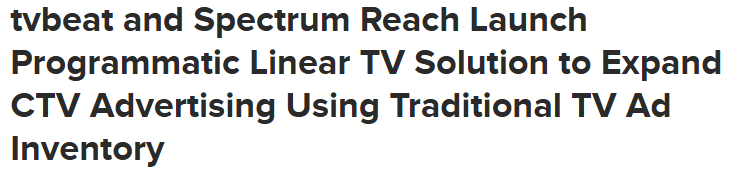 tvbeat and Spectrum Reach Launch
Programmatic Linear TV Solution to Expand
CTV Advertising Using Traditional TV Ad
Inventory